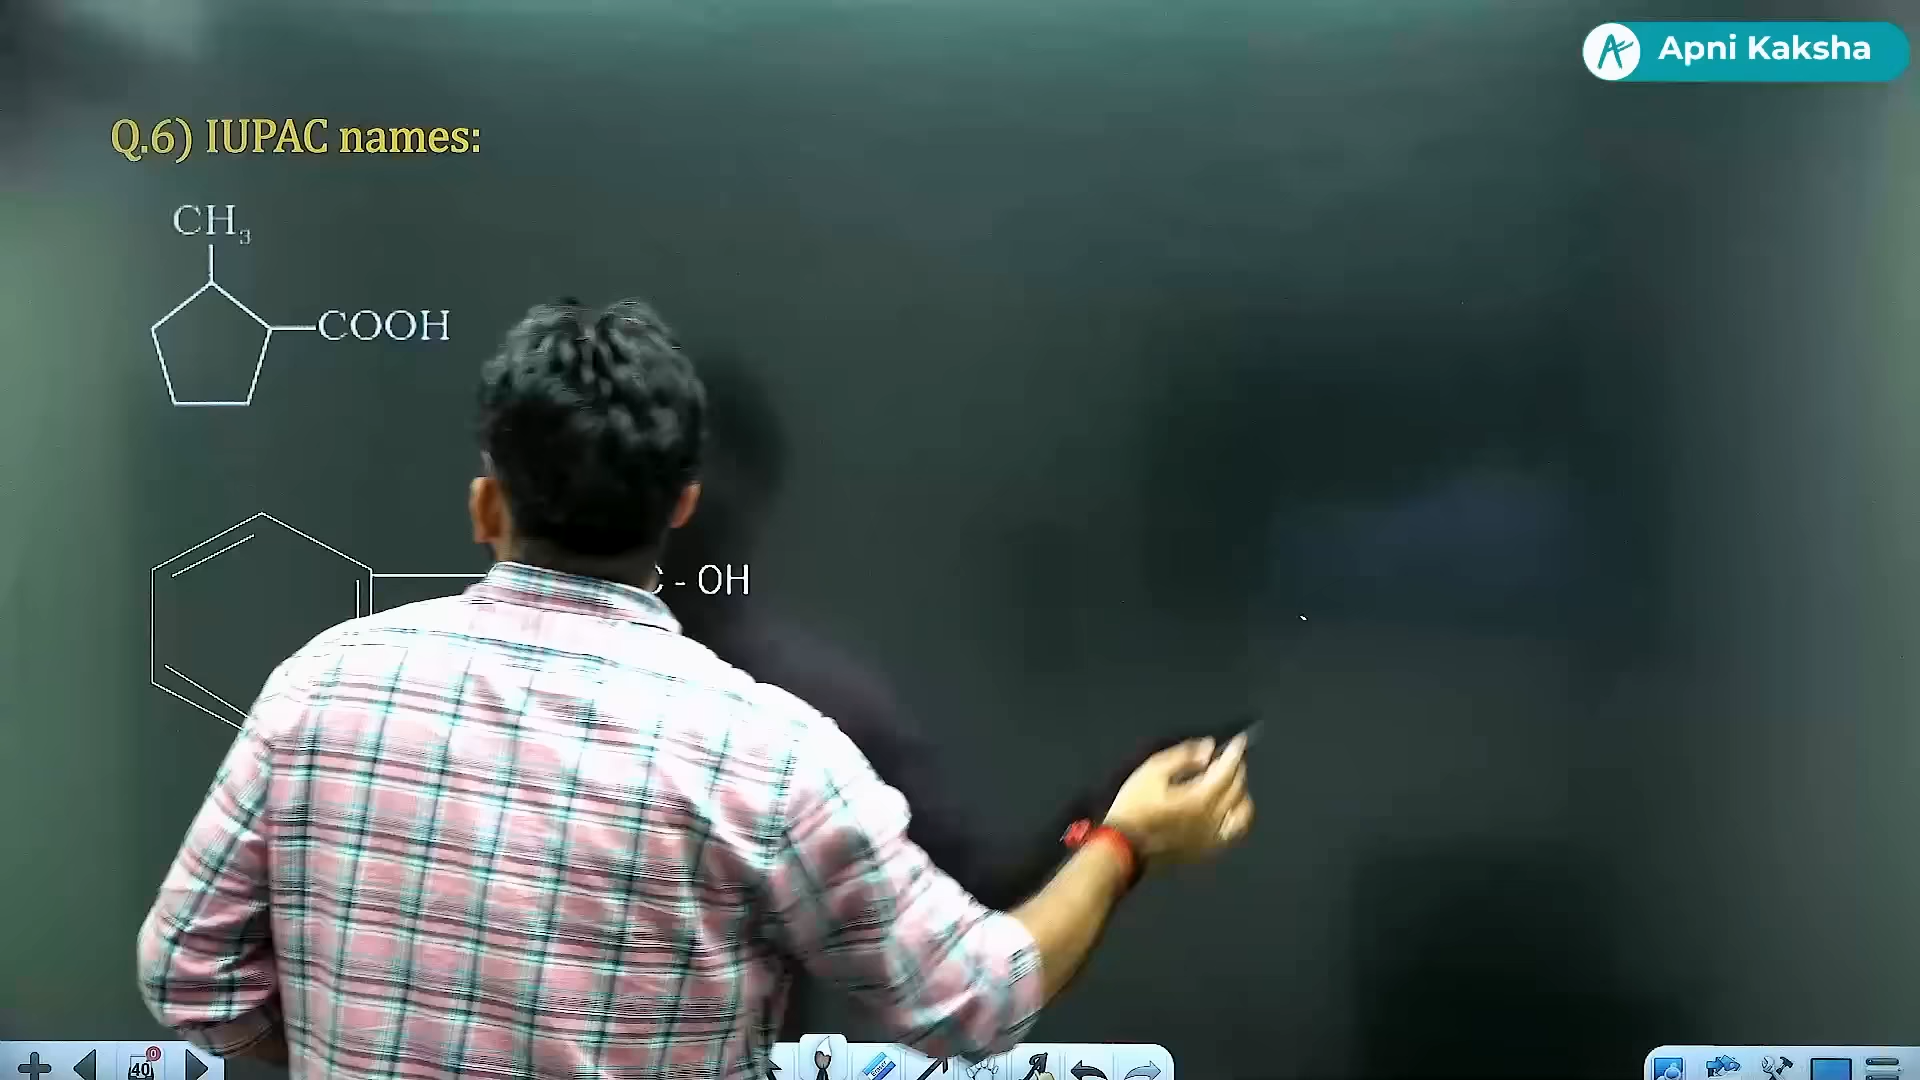 Apni Kaksha
Q.6) IUPAC names:
CH₃
COOH
- OH
40